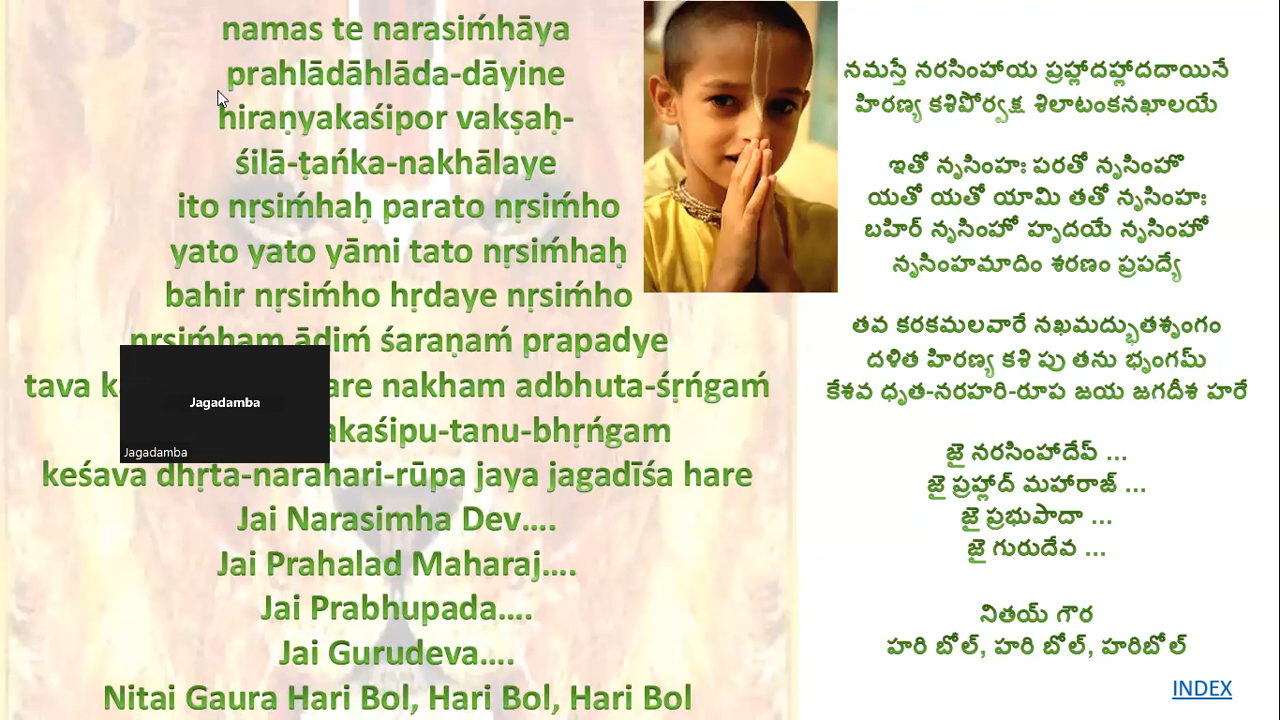 namas te narasiḿhāya
prahlādāhlāda-dāyine
hiraṇyakaśipor vakṣaḥ-
śilā-ṭańka-nakhālaye
ito nṛsiḿhaḥ parato nṛsiḿho
yato yato yāmi tato nṛsiḿhaḥ
bahir nṛsiḿho hṛdaye nṛsiḿho
nṛsiḿham ādiḿ śaraṇaḿ prapadye
tava nakham adbhuta-śṛńgaḿ
akaśipu-tanu-bhṛńgam
keśava dhṛta-narahari-rūpa jaya jagadīśa hare
Jai Narasimha Dev....
Jai Prahalad Maharaj....
Jai Prabhupada....
Jai Gurudeva....
Nitai Gaura Hari Bol, Hari Bol, Hari Bol
Jagadamba
Jagadamba
నమస్తే నరసింహాయ ప్రహ్లాదహ్లాదదాయినే
హిరణ్య కశిపోర్వక్ష శిలాటంకనఖాలయే
ఇతో నృసింహః పరతో నృసింహొ
యతో యతో యామి తతో నృసింహః
బహిర్ నృసింహో హృదయే నృసింహో
నృసింహమాదిం శరణం ప్రపద్యే
తవ కరకమలవారే నఖమద్భుతశృంగం
దళిత హిరణ్య కశి పు తను భృంగమ్
కేశవ ధృత-నరహరి-రూప జయ జగదీశ హరే
జై నరసింహాదేవ్ ...
జై ప్రహ్లాద్ మహారాజ్ ...
జై ప్రభుపాదా ...
జై గురుదేవ ...
నితయ్ గౌర
హరి బోల్, హరి బోల్, హరిబోల్
INDEX